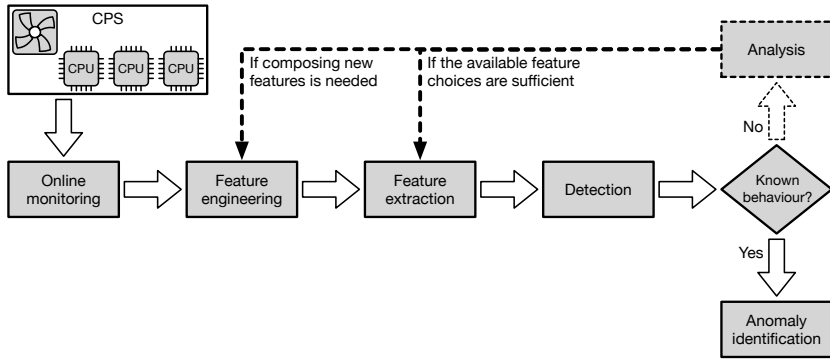 CPS
CPU
CPU
CPU
Analysis
If composing new
features is needed
If the available feature
choices are sufficient
No
Online
monitoring
Feature
engineering
Feature
extraction
Detection
Known
behaviour?
Yes
Anomaly
identification